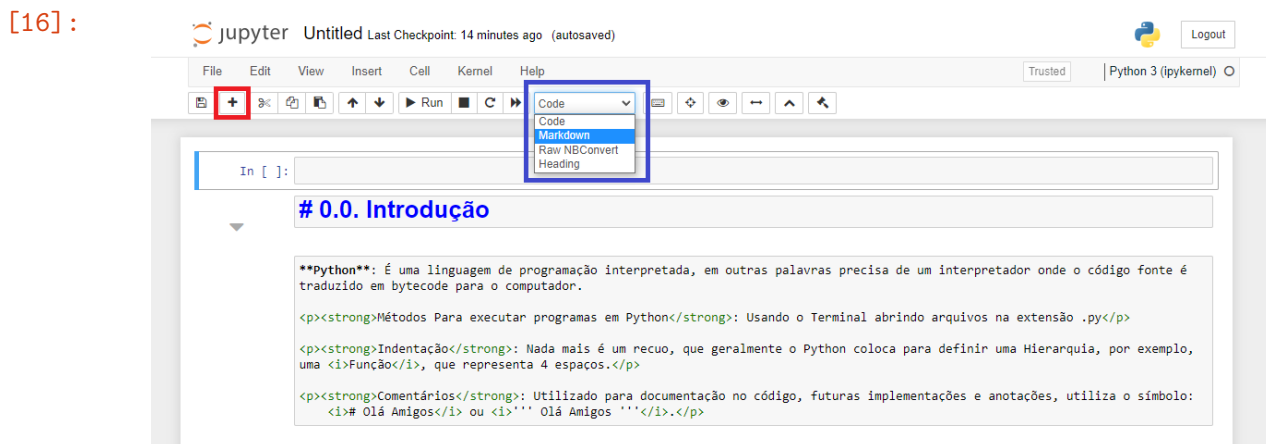 [16]:
jupyter Untitled Last Checkpoint: 14 minutes ago (autosaved)
Logout
File Edit View Insert Cell Kernel Help
Trusted Python 3 (ipykernel)
Run Code
Code
Markdown
Raw NBConvert
Heading
In [ ]:
# 0.0. Introdução
**Python**: É uma linguagem de programação interpretada, em outras palavras precisa de um interpretador onde o código fonte é
traduzido em bytecode para o computador.
<p><strong>Métodos Para executar programas em Python</strong>: Usando o Terminal abrindo arquivos na extensão .py</p>
<p><strong>Indentação</strong>: Nada mais é um recuo, que geralmente o Python coloca para definir uma Hierarquia, por exemplo,
uma <i>Função</i>, que representa 4 espaços.</p>
<p><strong>Comentários</strong>: Utilizado para documentação no código, futuras implementações e anotações, utiliza o símbolo:
<i># Olá Amigos</i> ou <i>''' Olá Amigos '''</i>.</p>